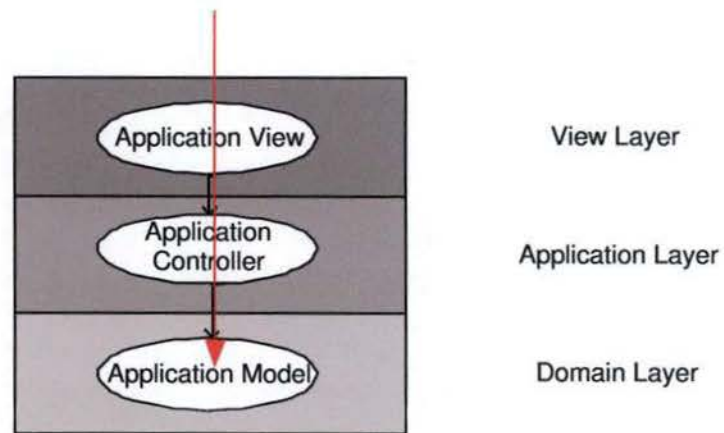 Application View
View Layer
Application
Controller
Application Layer
Application Model
Domain Layer